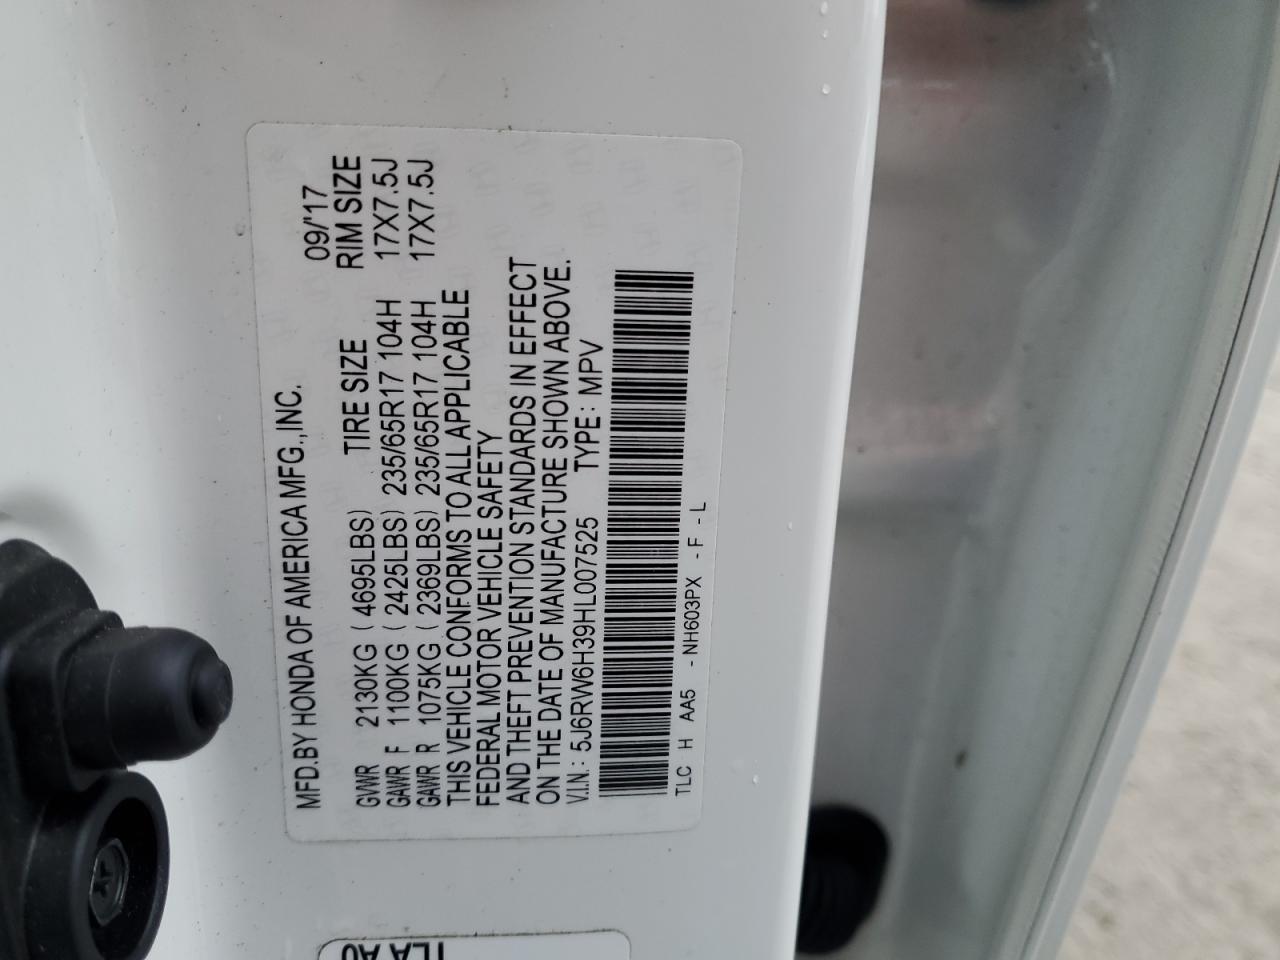 MFD.BY HONDA OF AMERICA MFG.,INC. 09/'17
TIRE SIZE RIM SIZE
GVWR 2130KG ( 4695LBS)
GAWR F 1100KG ( 2425LBS) 235/65R17 104H 17X7.5J
GAWR R 1075KG ( 2369LBS) 235/65R17 104H 17X7.5J
THIS VEHICLE CONFORMS TO ALL APPLICABLE
FEDERAL MOTOR VEHICLE SAFETY
AND THEFT PREVENTION STANDARDS IN EFFECT
ON THE DATE OF MANUFACTURE SHOWN ABOVE.
V.I.N.: 5J6RW6H39HL007525 TYPE: MPV
TLC H AA5 - NH603PX - F - L